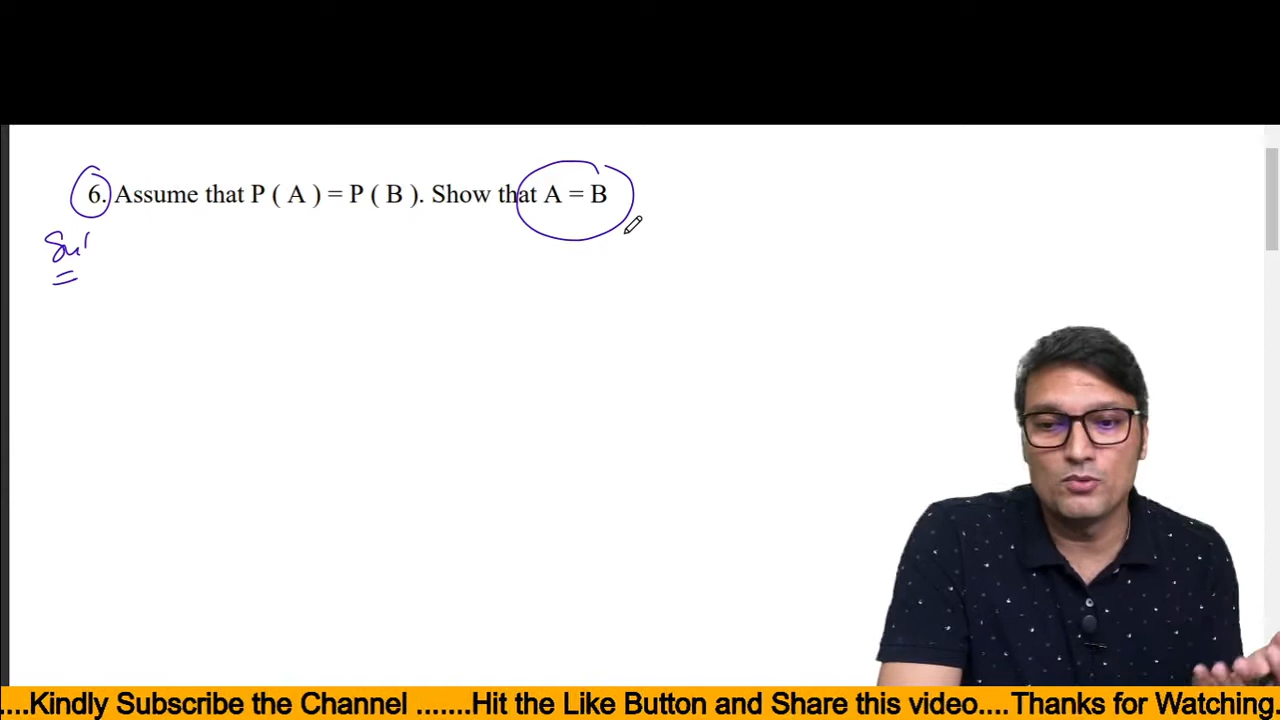 6. Assume that P ( A ) = P ( B ). Show that A = B
....Kindly Subscribe the Channel .......Hit the Like Button and Share this video....Thanks for Watching.